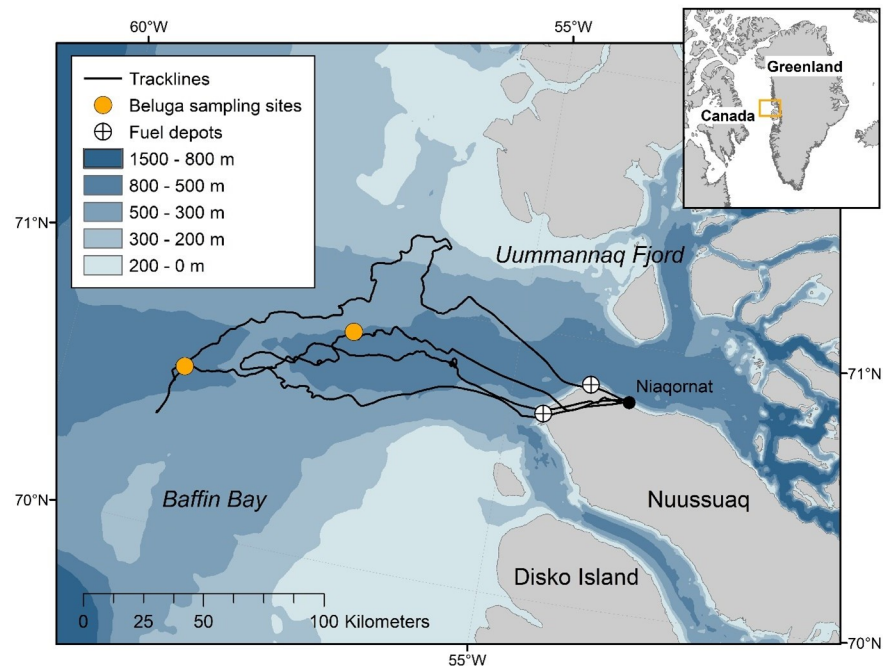 60°W
55°W
Tracklines
Beluga sampling sites
Fuel depots
1500 - 800 m
800 - 500 m
500 - 300 m
300 - 200 m
200 - 0 m
Greenland
Canada
71°N
Uummannaq Fjord
71°N
Niaqornat
70°N
Baffin Bay
Nuussuaq
Disko Island
0 25 50 100 Kilometers
70°N
55°W